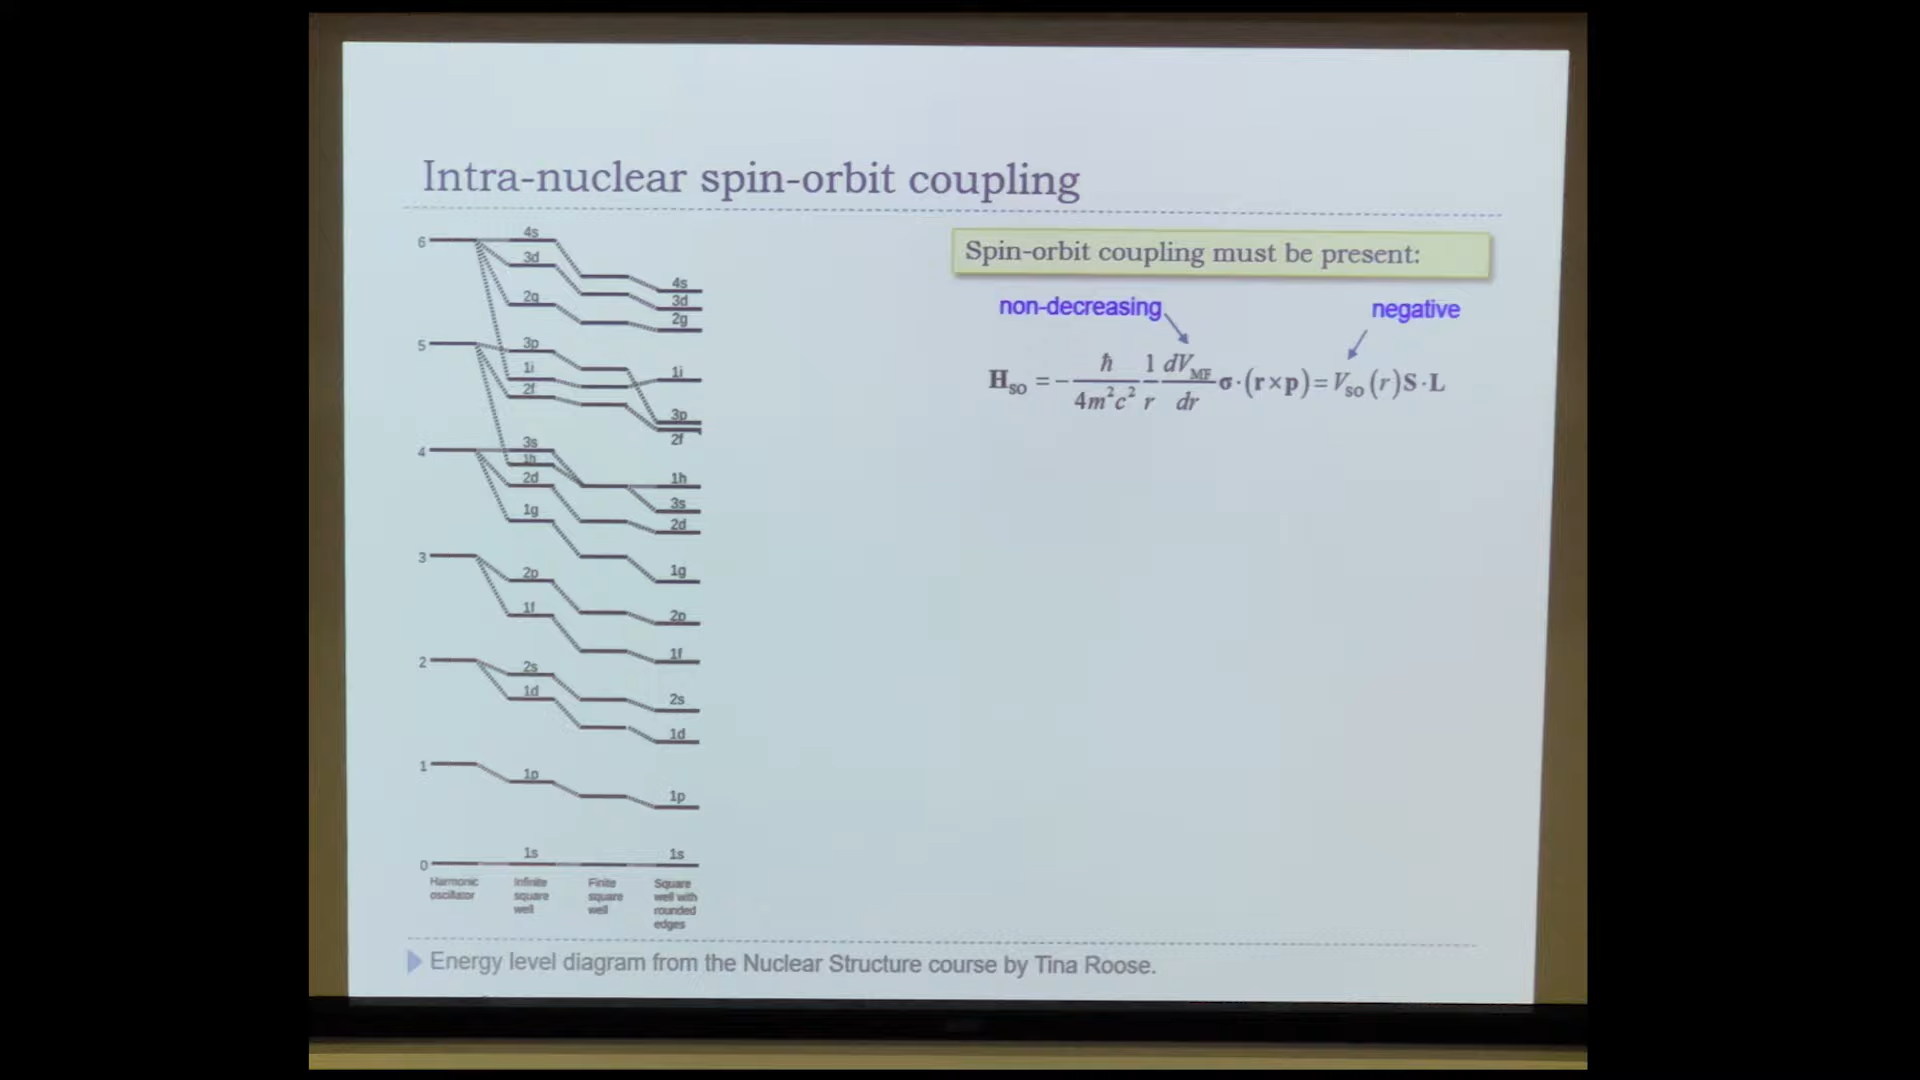 Intra-nuclear spin-orbit coupling
Spin-orbit coupling must be present:
non-decreasing
negative
H_SO = - ħ/(4m²c²) 1/r dV_MF/dr σ·(r×p) = V_SO(r) S·L
6
4s
3d
2g
4s
3d
2g
5
3p
1i
2f
1i
3p
2f
4
3s
1h
2d
1g
1h
3s
2d
1g
3
2p
1f
2p
1f
2
2s
1d
2s
1d
1
1p
1p
0
1s
1s
Harmonic
oscillator
Infinite
square
well
Finite
square
well
Square
well with
rounded
edges
Energy level diagram from the Nuclear Structure course by Tina Roose.